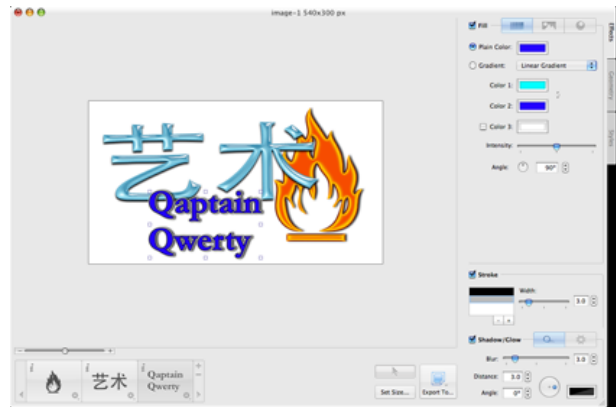 image-1 540x300 px
Fill
Effects
Plain Color:
Gradient:
Linear Gradient
Geometry
Color 1:
Color 2:
Color 3:
Intensity:
Angle:
90°
艺术
Qaptain
Qwerty
Stroke
Width:
3.0
Shadow/Glow
Blur:
3.0
Distance:
3.0
Angle:
0°
艺术
Qaptain
Qwerty
Set Size...
Export To...